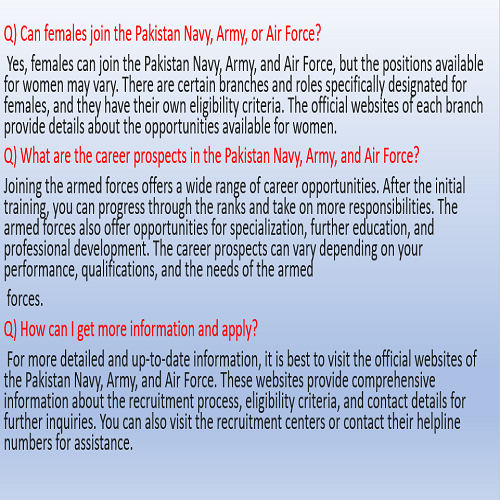 Q) Can females join the Pakistan Navy, Army, or Air Force?
Yes, females can join the Pakistan Navy, Army, and Air Force, but the positions available
for women may vary. There are certain branches and roles specifically designated for
females, and they have their own eligibility criteria. The official websites of each branch
provide details about the opportunities available for women.
Q) What are the career prospects in the Pakistan Navy, Army, and Air Force?
Joining the armed forces offers a wide range of career opportunities. After the initial
training, you can progress through the ranks and take on more responsibilities. The
armed forces also offer opportunities for specialization, further education, and
professional development. The career prospects can vary depending on your
performance, qualifications, and the needs of the armed
forces.
Q) How can I get more information and apply?
For more detailed and up-to-date information, it is best to visit the official websites of
the Pakistan Navy, Army, and Air Force. These websites provide comprehensive
information about the recruitment process, eligibility criteria, and contact details for
further inquiries. You can also visit the recruitment centers or contact their helpline
numbers for assistance.